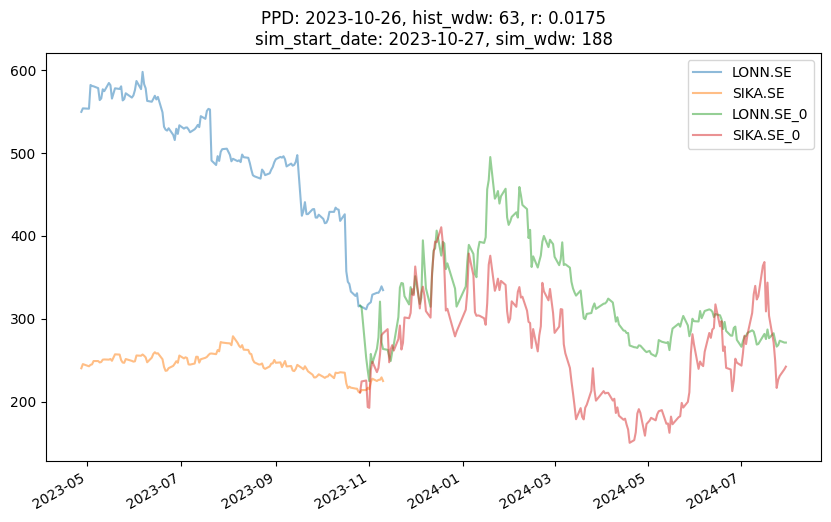 PPD: 2023-10-26, hist_wdw: 63, r: 0.0175
sim_start_date: 2023-10-27, sim_wdw: 188
LONN.SE
SIKA.SE
LONN.SE_0
SIKA.SE_0
600
500
400
300
200
2023-05
2023-07
2023-09
2023-11
2024-01
2024-03
2024-05
2024-07